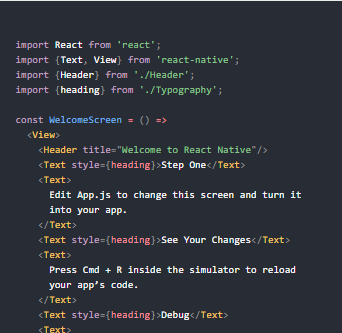 import React from 'react';
import {Text, View} from 'react-native';
import {Header} from './Header';
import {heading} from './Typography';
const WelcomeScreen = () =>
<View>
<Header title="Welcome to React Native"/>
<Text style={heading}>Step One</Text>
<Text>
Edit App.js to change this screen and turn it
into your app.
</Text>
<Text style={heading}>See Your Changes</Text>
<Text>
Press Cmd + R inside the simulator to reload
your app’s code.
</Text>
<Text style={heading}>Debug</Text>
<Text>